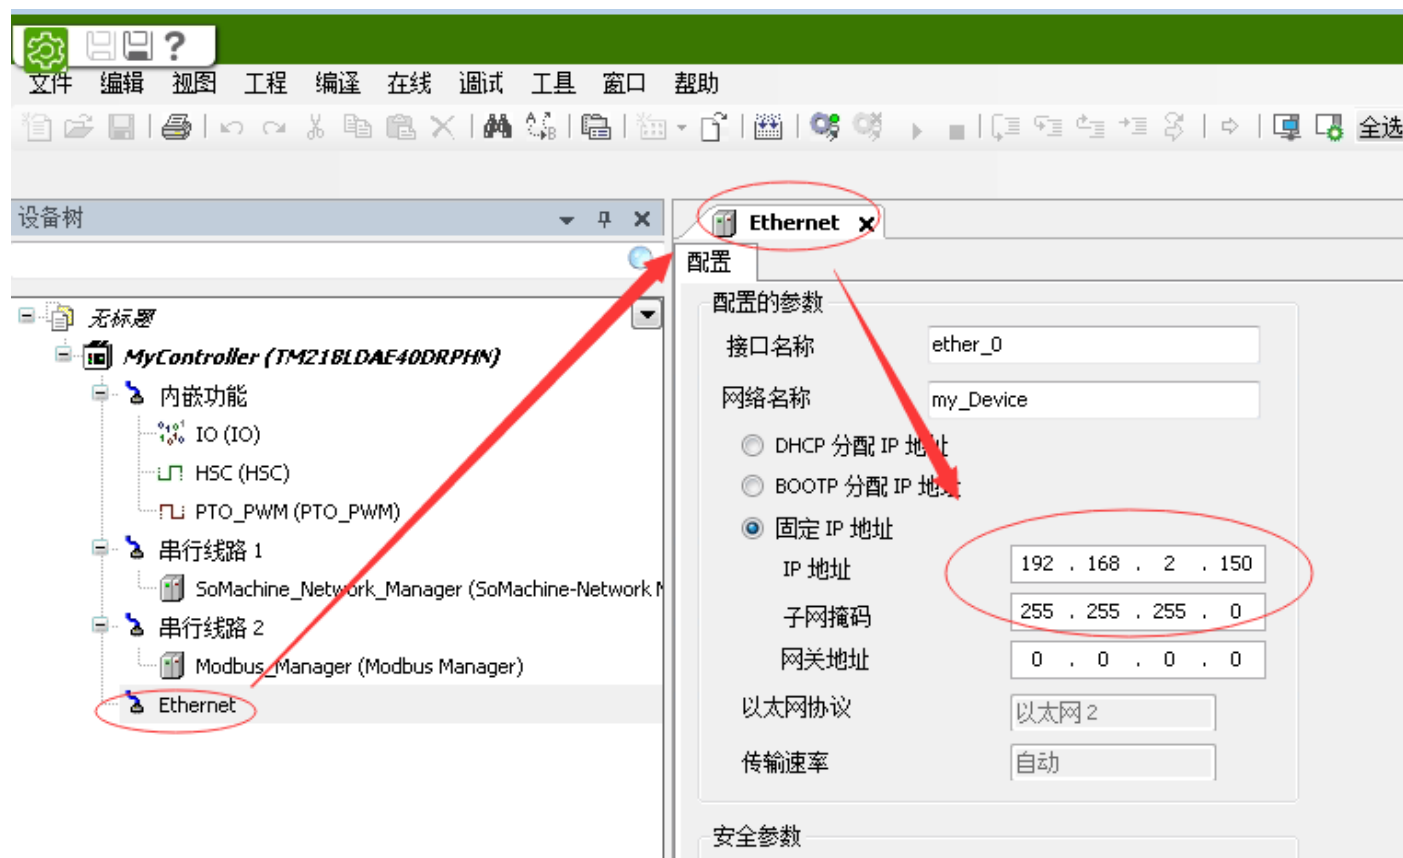 ?
文件 编辑 视图 工程 编译 在线 调试 工具 窗口 帮助
全选
设备树
Ethernet
配置
无标题
MyController (TM218LDAE40DRPHN)
内嵌功能
IO (IO)
HSC (HSC)
PTO_PWM (PTO_PWM)
串行线路 1
SoMachine_Network_Manager (SoMachine-Network
串行线路 2
Modbus_Manager (Modbus Manager)
Ethernet
配置的参数
接口名称 ether_0
网络名称 my_Device
DHCP 分配 IP 地址
BOOTP 分配 IP 地址
固定 IP 地址
IP 地址 192 . 168 . 2 . 150
子网掩码 255 . 255 . 255 . 0
网关地址 0 . 0 . 0 . 0
以太网协议 以太网 2
传输速率 自动
安全参数